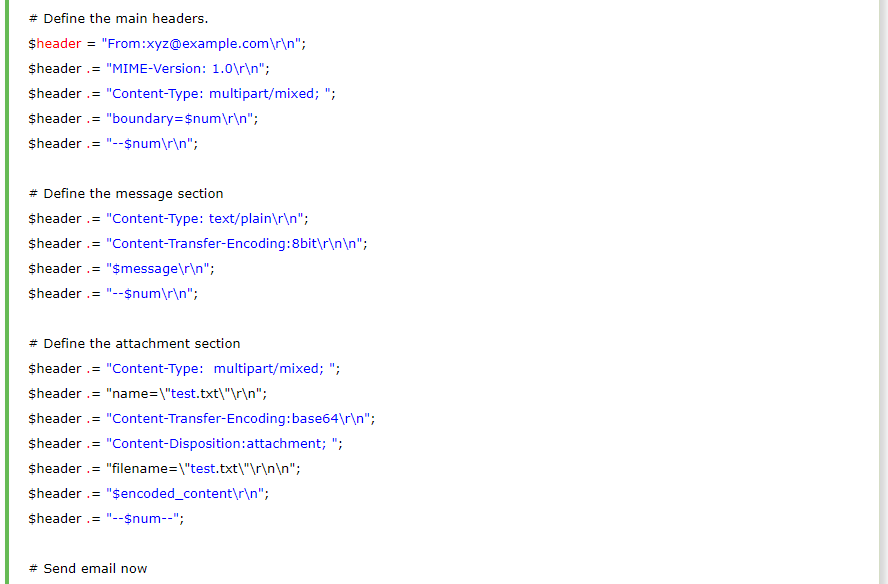 # Define the main headers.
$header = "From:xyz@example.com\r\n";
$header .= "MIME-Version: 1.0\r\n";
$header .= "Content-Type: multipart/mixed; ";
$header .= "boundary=$num\r\n";
$header .= "--$num\r\n";
# Define the message section
$header .= "Content-Type: text/plain\r\n";
$header .= "Content-Transfer-Encoding:8bit\r\n\n";
$header .= "$message\r\n";
$header .= "--$num\r\n";
# Define the attachment section
$header .= "Content-Type:  multipart/mixed; ";
$header .= "name=\"test.txt\"\r\n";
$header .= "Content-Transfer-Encoding:base64\r\n";
$header .= "Content-Disposition:attachment; ";
$header .= "filename=\"test.txt\"\r\n\n";
$header .= "$encoded_content\r\n";
$header .= "--$num--";
# Send email now